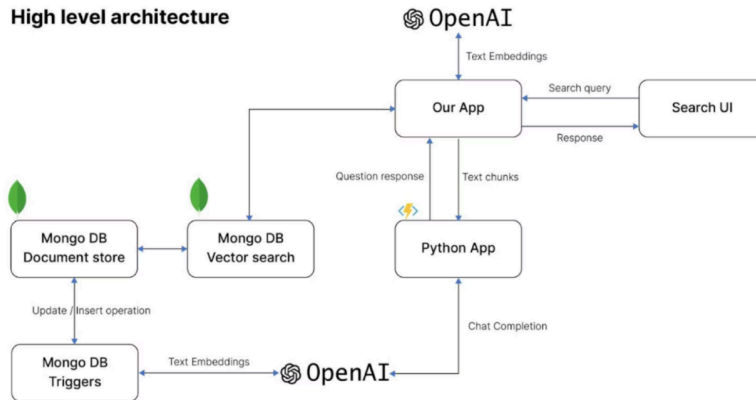 High level architecture
OpenAI
Text Embeddings
Our App
Search query
Search UI
Response
Question response
Text chunks
Mongo DB
Document store
Mongo DB
Vector search
Python App
Update / Insert operation
Chat Completion
Mongo DB
Triggers
Text Embeddings
OpenAI